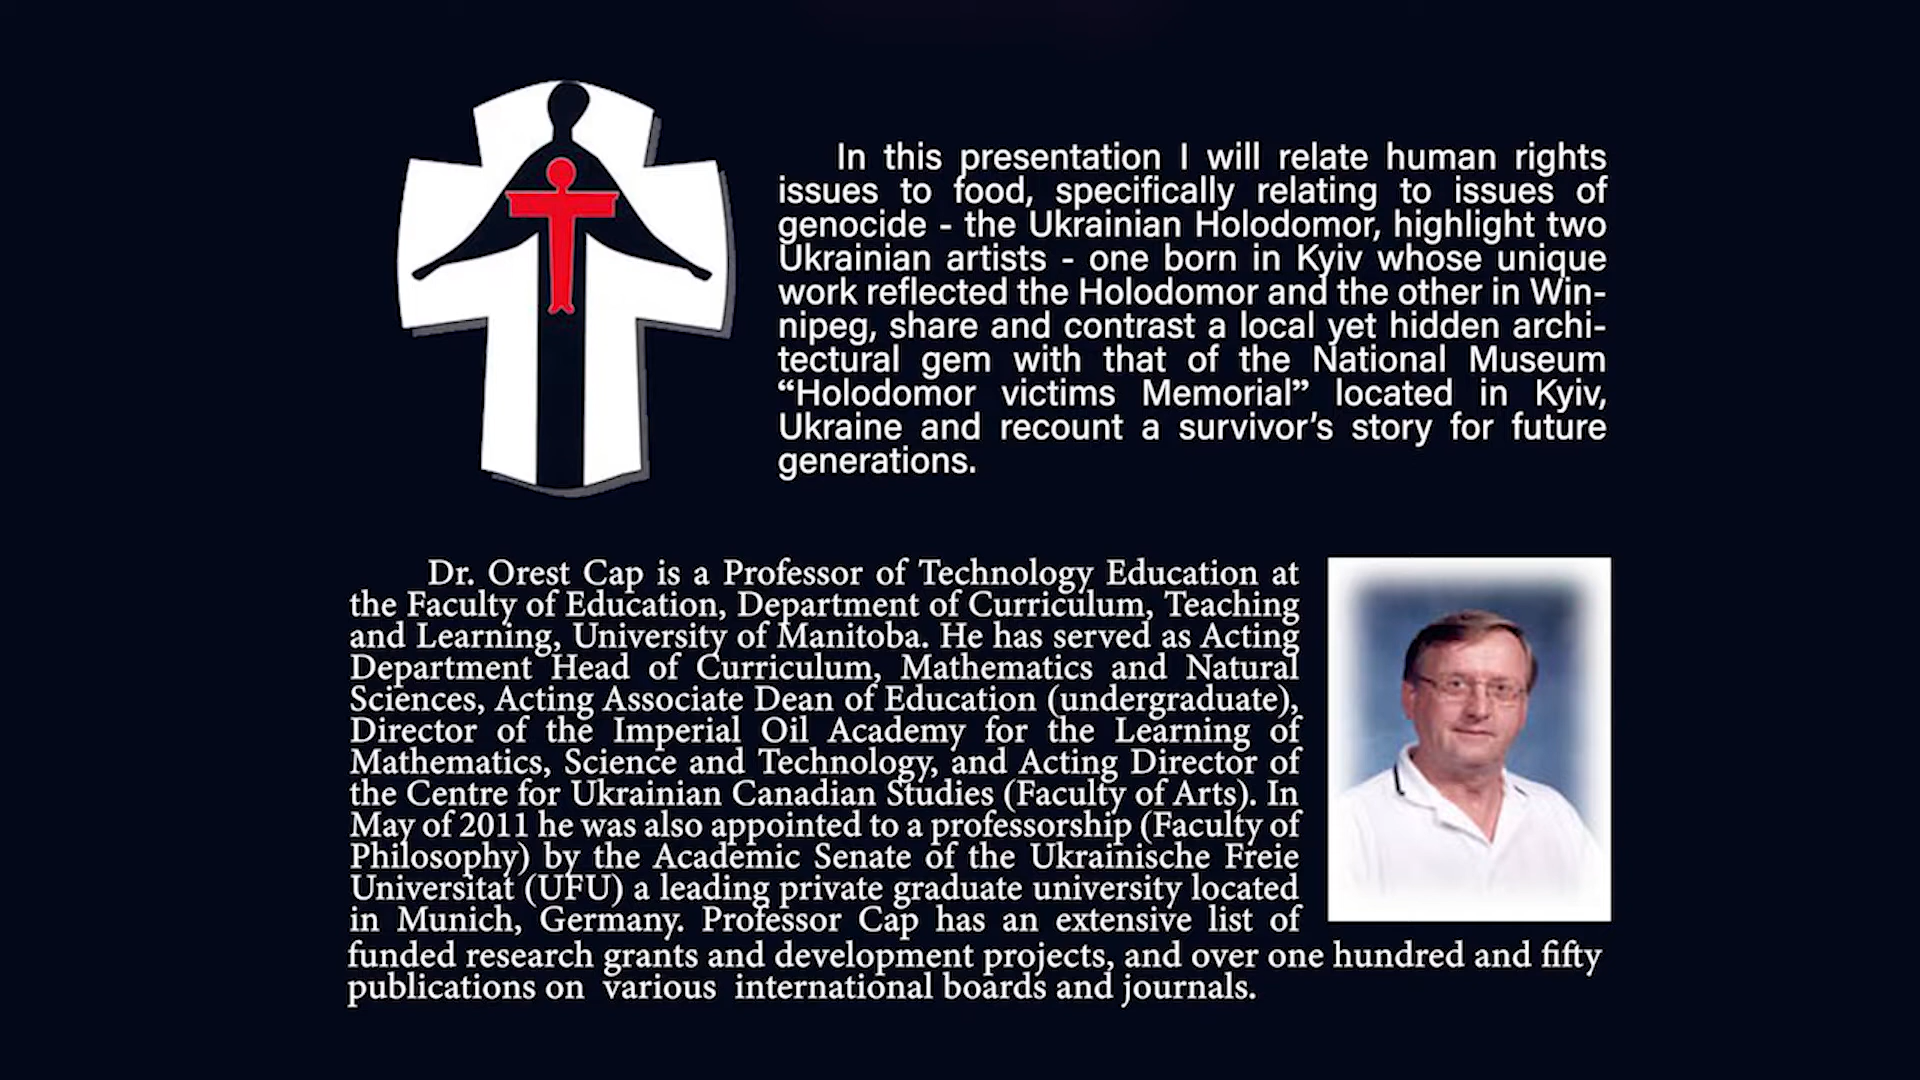 In this presentation I will relate human rights
issues to food, specifically relating to issues of
genocide - the Ukrainian Holodomor, highlight two
Ukrainian artists - one born in Kyiv whose unique
work reflected the Holodomor and the other in Win-
nipeg, share and contrast a local yet hidden archi-
tectural gem with that of the National Museum
“Holodomor victims Memorial” located in Kyiv,
Ukraine and recount a survivor’s story for future
generations.
Dr. Orest Cap is a Professor of Technology Education at
the Faculty of Education, Department of Curriculum, Teaching
and Learning, University of Manitoba. He has served as Acting
Department Head of Curriculum, Mathematics and Natural
Sciences, Acting Associate Dean of Education (undergraduate),
Director of the Imperial Oil Academy for the Learning of
Mathematics, Science and Technology, and Acting Director of
the Centre for Ukrainian Canadian Studies (Faculty of Arts). In
May of 2011 he was also appointed to a professorship (Faculty of
Philosophy) by the Academic Senate of the Ukrainische Freie
Universitat (UFU) a leading private graduate university located
in Munich, Germany. Professor Cap has an extensive list of
funded research grants and development projects, and over one hundred and fifty
publications on various international boards and journals.